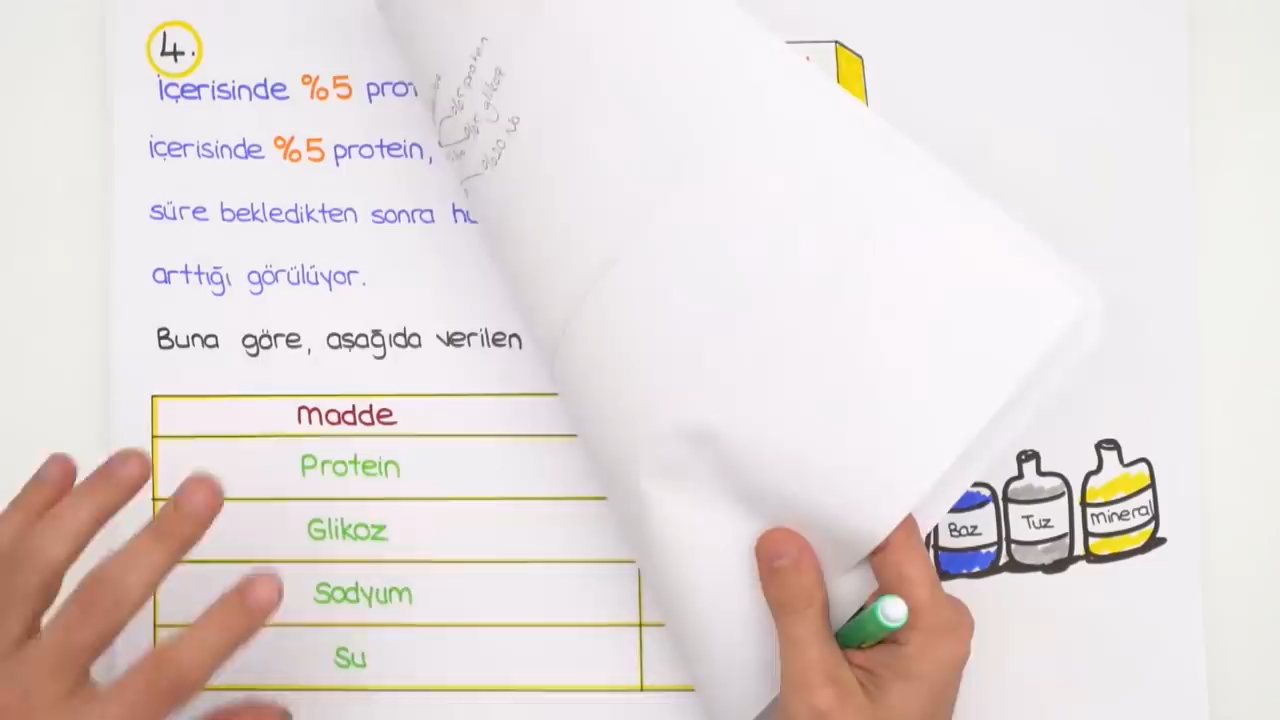 4.
İçerisinde %5
içerisinde %5 protein,
süre bekledikten sonra
arttığı görülüyor.
Buna göre, aşağıda verilen
Madde
Protein
Glikoz
Sodyum
Su
Baz
Tuz
Mineral